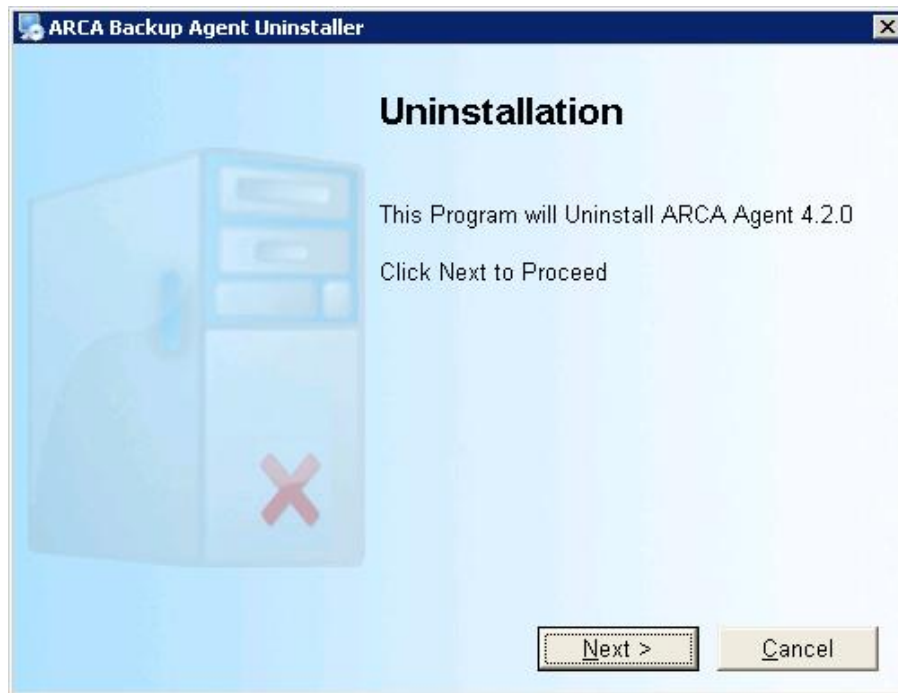 ARCA Backup Agent Uninstaller
Uninstallation
This Program will Uninstall ARCA Agent 4.2.0
Click Next to Proceed
Next >
Cancel